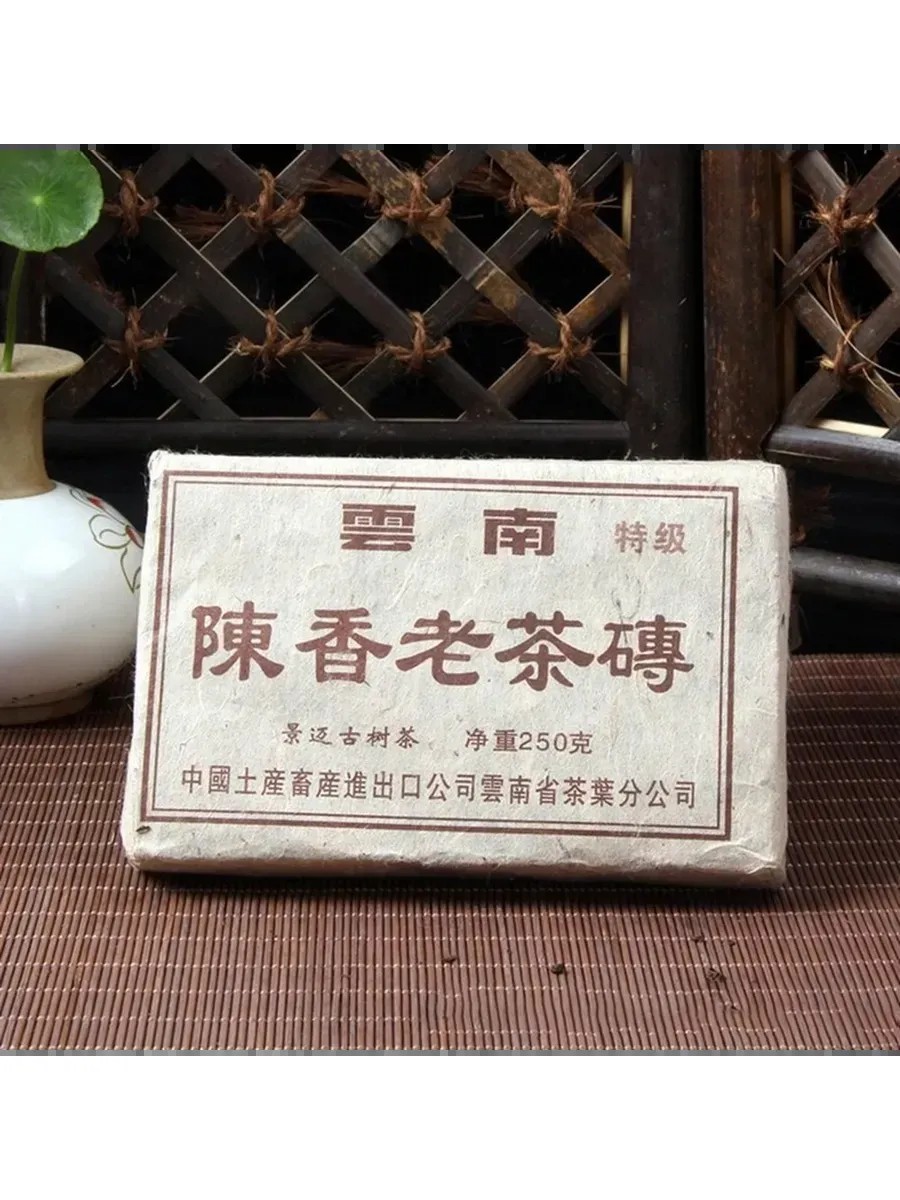 雲南 特级
陳香老茶磚
景迈古树茶 净重250克
中國土産畜産進出口公司雲南省茶葉分公司